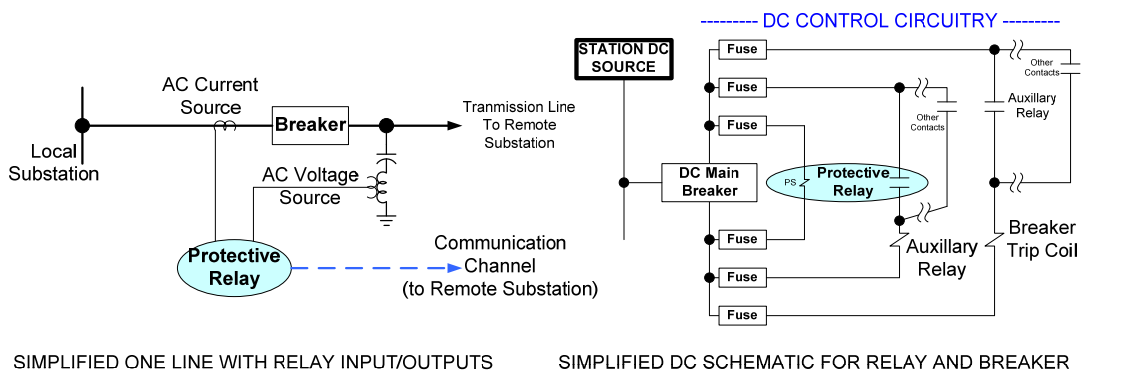 AC Current
Source
Breaker
Tranmission Line
To Remote
Substation
Local
Substation
AC Voltage
Source
Protective
Relay
Communication
Channel
(to Remote Substation)
SIMPLIFIED ONE LINE WITH RELAY INPUT/OUTPUTS
--------- DC CONTROL CIRCUITRY ---------
STATION DC
SOURCE
Fuse
Other
Contacts
Fuse
Auxillary
Relay
Other
Contacts
Fuse
DC Main
Breaker
PS
Protective
Relay
Fuse
Auxillary
Relay
Breaker
Trip Coil
Fuse
Fuse
SIMPLIFIED DC SCHEMATIC FOR RELAY AND BREAKER